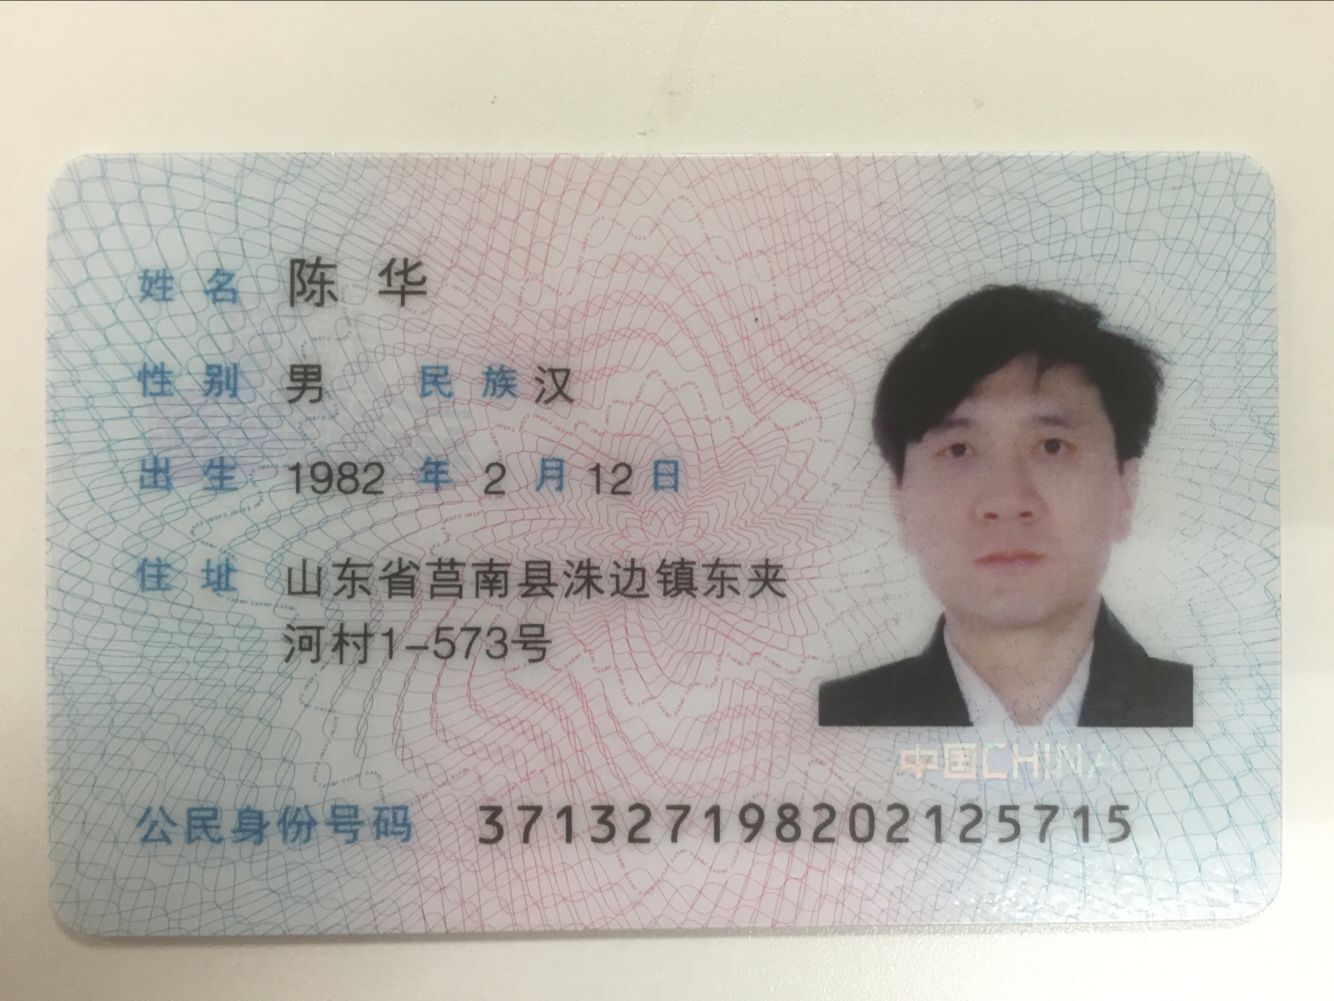 姓名 陈华
性别 男 民族 汉
出生 1982 年 2 月 12 日
住址 山东省莒南县洙边镇东夹
河村1-573号
中国CHINA
公民身份号码 371327198202125715